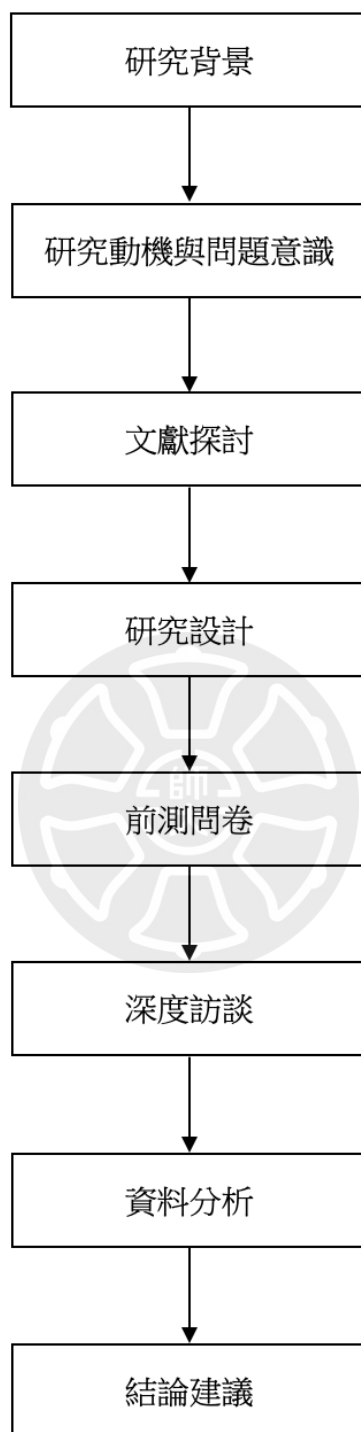 研究背景
研究動機與問題意識
文獻探討
研究設計
師
前測問卷
深度訪談
資料分析
結論建議